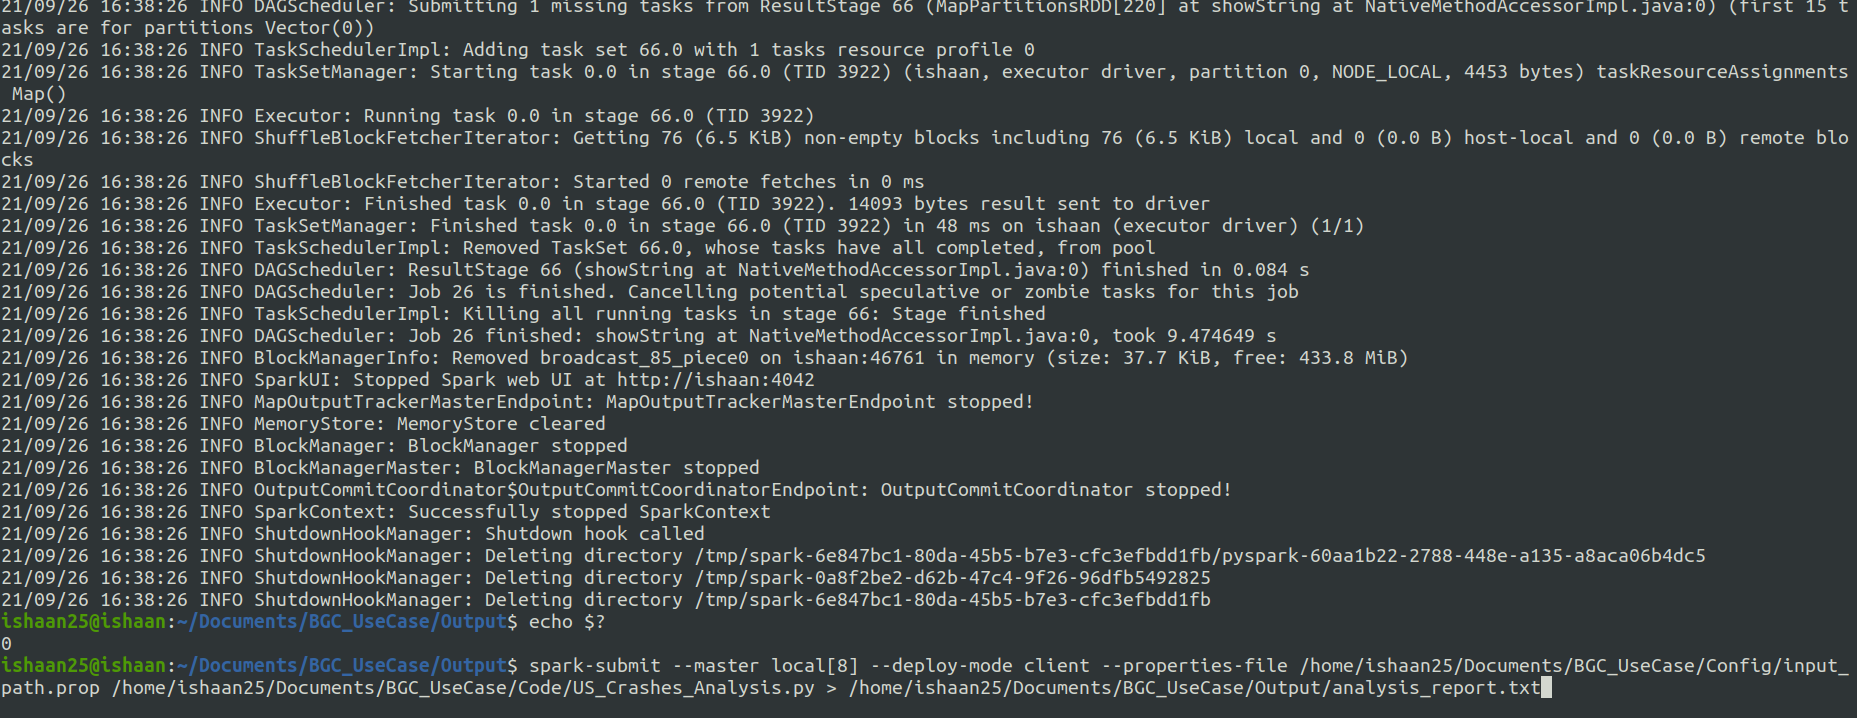 21/09/26 16:38:26 INFO DAGScheduler: Submitting 1 missing tasks from ResultStage 66 (MapPartitionsRDD[220] at showString at NativeMethodAccessorImpl.java:0) (first 15 t
asks are for partitions Vector(0))
21/09/26 16:38:26 INFO TaskSchedulerImpl: Adding task set 66.0 with 1 tasks resource profile 0
21/09/26 16:38:26 INFO TaskSetManager: Starting task 0.0 in stage 66.0 (TID 3922) (ishaan, executor driver, partition 0, NODE_LOCAL, 4453 bytes) taskResourceAssignments
 Map()
21/09/26 16:38:26 INFO Executor: Running task 0.0 in stage 66.0 (TID 3922)
21/09/26 16:38:26 INFO ShuffleBlockFetcherIterator: Getting 76 (6.5 KiB) non-empty blocks including 76 (6.5 KiB) local and 0 (0.0 B) host-local and 0 (0.0 B) remote blo
cks
21/09/26 16:38:26 INFO ShuffleBlockFetcherIterator: Started 0 remote fetches in 0 ms
21/09/26 16:38:26 INFO Executor: Finished task 0.0 in stage 66.0 (TID 3922). 14093 bytes result sent to driver
21/09/26 16:38:26 INFO TaskSetManager: Finished task 0.0 in stage 66.0 (TID 3922) in 48 ms on ishaan (executor driver) (1/1)
21/09/26 16:38:26 INFO TaskSchedulerImpl: Removed TaskSet 66.0, whose tasks have all completed, from pool
21/09/26 16:38:26 INFO DAGScheduler: ResultStage 66 (showString at NativeMethodAccessorImpl.java:0) finished in 0.084 s
21/09/26 16:38:26 INFO DAGScheduler: Job 26 is finished. Cancelling potential speculative or zombie tasks for this job
21/09/26 16:38:26 INFO TaskSchedulerImpl: Killing all running tasks in stage 66: Stage finished
21/09/26 16:38:26 INFO DAGScheduler: Job 26 finished: showString at NativeMethodAccessorImpl.java:0, took 9.474649 s
21/09/26 16:38:26 INFO BlockManagerInfo: Removed broadcast_85_piece0 on ishaan:46761 in memory (size: 37.7 KiB, free: 433.8 MiB)
21/09/26 16:38:26 INFO SparkUI: Stopped Spark web UI at http://ishaan:4042
21/09/26 16:38:26 INFO MapOutputTrackerMasterEndpoint: MapOutputTrackerMasterEndpoint stopped!
21/09/26 16:38:26 INFO MemoryStore: MemoryStore cleared
21/09/26 16:38:26 INFO BlockManager: BlockManager stopped
21/09/26 16:38:26 INFO BlockManagerMaster: BlockManagerMaster stopped
21/09/26 16:38:26 INFO OutputCommitCoordinator$OutputCommitCoordinatorEndpoint: OutputCommitCoordinator stopped!
21/09/26 16:38:26 INFO SparkContext: Successfully stopped SparkContext
21/09/26 16:38:26 INFO ShutdownHookManager: Shutdown hook called
21/09/26 16:38:26 INFO ShutdownHookManager: Deleting directory /tmp/spark-6e847bc1-80da-45b5-b7e3-cfc3efbdd1fb/pyspark-60aa1b22-2788-448e-a135-a8aca06b4dc5
21/09/26 16:38:26 INFO ShutdownHookManager: Deleting directory /tmp/spark-0a8f2be2-d62b-47c4-9f26-96dfb5492825
21/09/26 16:38:26 INFO ShutdownHookManager: Deleting directory /tmp/spark-6e847bc1-80da-45b5-b7e3-cfc3efbdd1fb
ishaan25@ishaan:~/Documents/BGC_UseCase/Output$ echo $?
0
ishaan25@ishaan:~/Documents/BGC_UseCase/Output$ spark-submit --master local[8] --deploy-mode client --properties-file /home/ishaan25/Documents/BGC_UseCase/Config/input_
path.prop /home/ishaan25/Documents/BGC_UseCase/Code/US_Crashes_Analysis.py > /home/ishaan25/Documents/BGC_UseCase/Output/analysis_report.txt